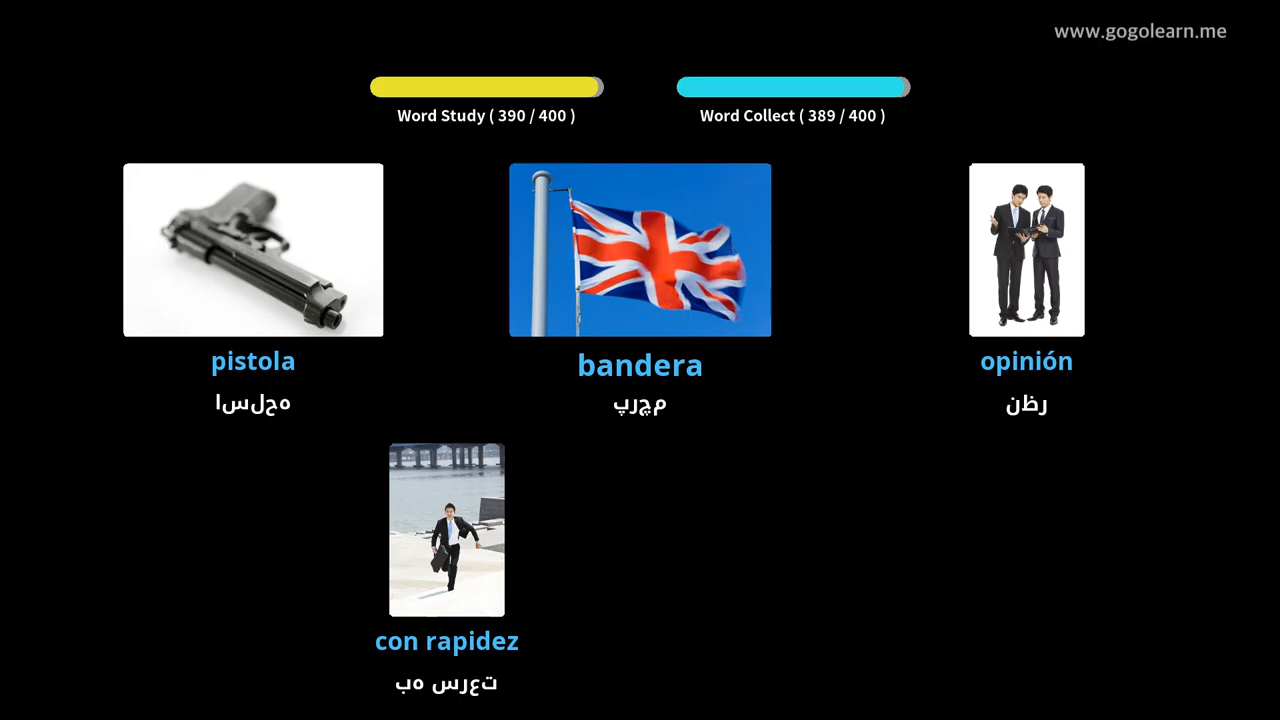 www.gogolearn.me
Word Study ( 390 / 400 )
Word Collect ( 389 / 400 )
pistola
bandera
opinión
اسلحه
پرچم
نظر
con rapidez
به سرعت